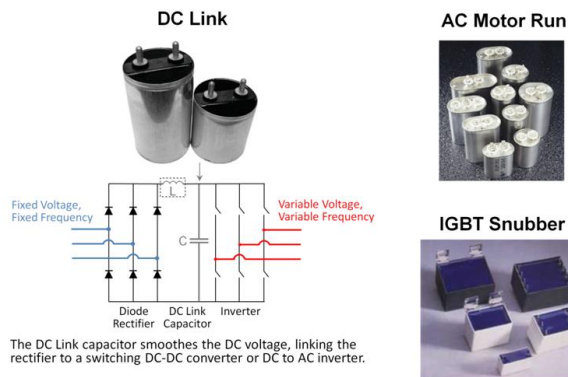 DC Link
AC Motor Run
L
Fixed Voltage,
Fixed Frequency
Variable Voltage,
Variable Frequency
C
IGBT Snubber
Diode
Rectifier
DC Link
Capacitor
Inverter
The DC Link capacitor smoothes the DC voltage, linking the
rectifier to a switching DC-DC converter or DC to AC inverter.